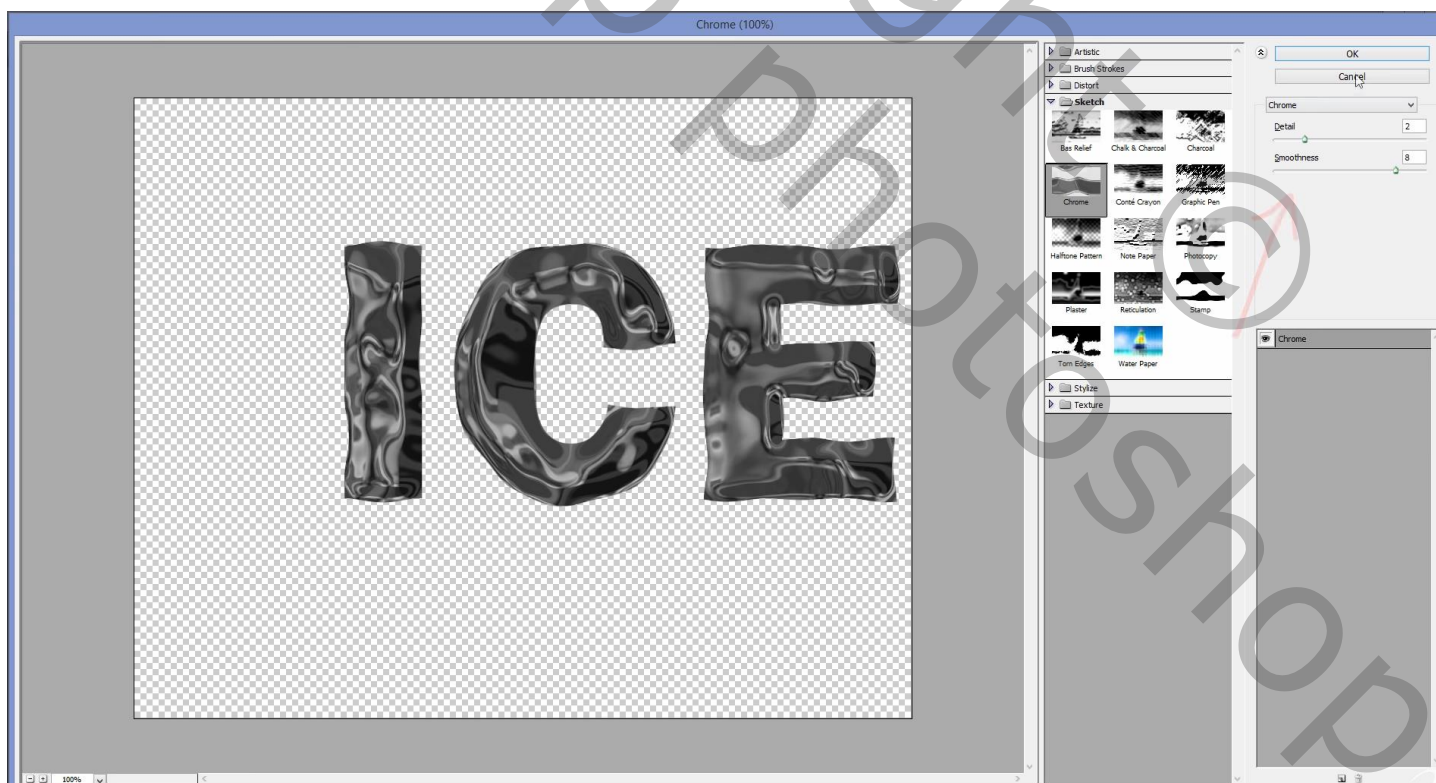 Chrome (100%)
Artistic
Brush Strokes
Distort
Sketch
Bas Relief
Chalk & Charcoal
Charcoal
Chrome
Conté Crayon
Graphic Pen
Halftone Pattern
Note Paper
Photocopy
Plaster
Reticulation
Stamp
Torn Edges
Water Paper
Stylize
Texture
OK
Cancel
Chrome
Detail 2
Smoothness 8
Chrome
ICE
100%
photoshop
©